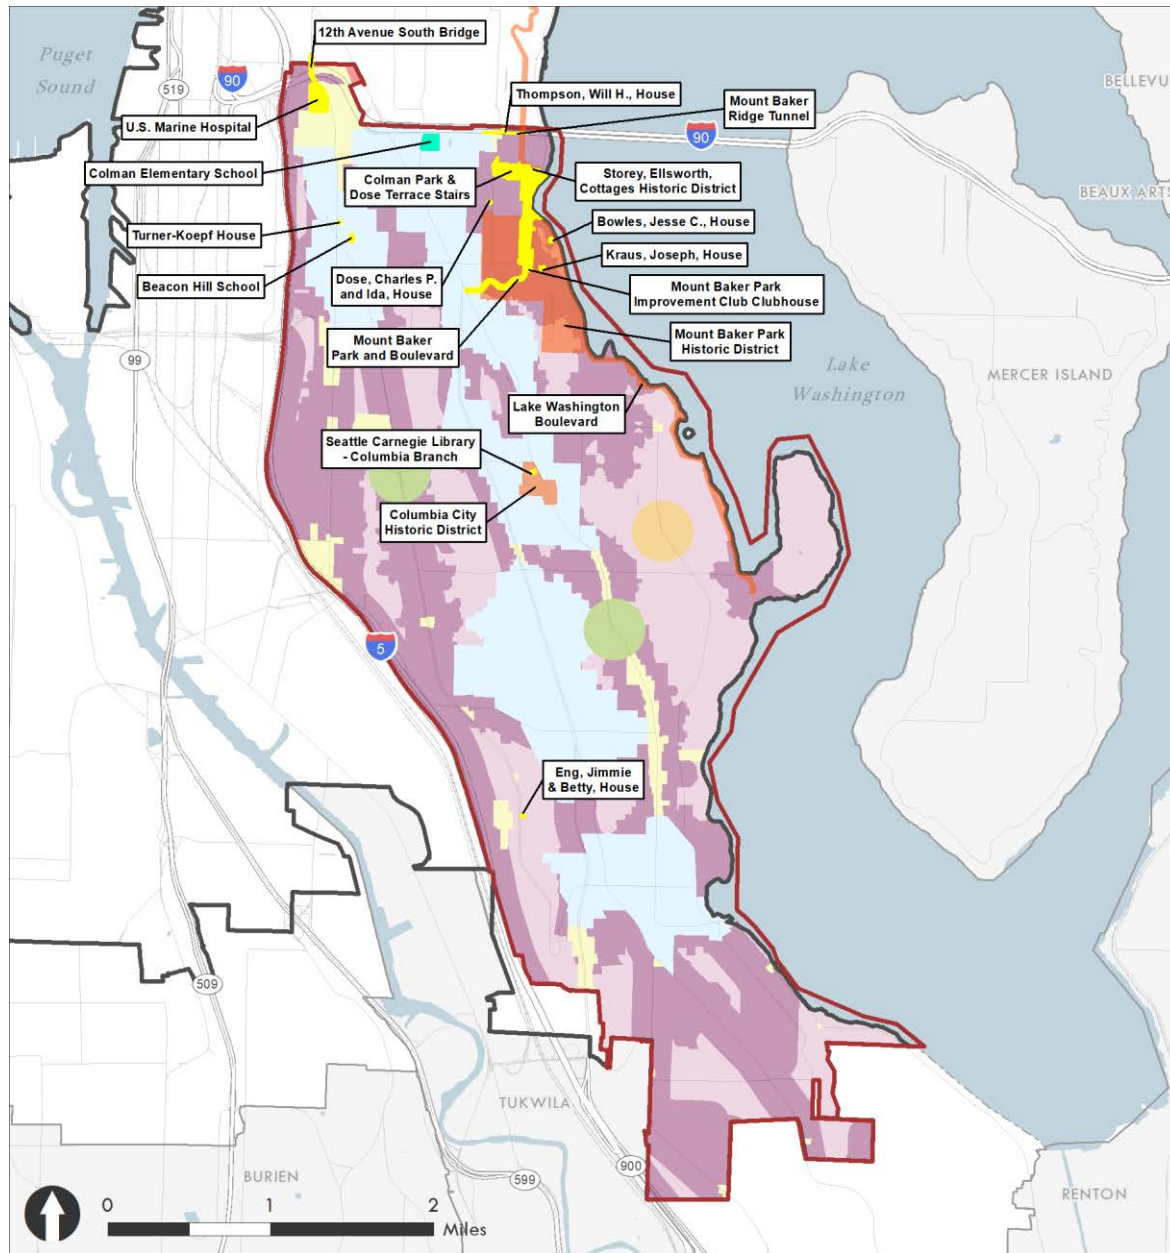 12th Avenue South Bridge
Puget
Sound
90
519
BELLEVU
Thompson, Will H., House
Mount Baker
Ridge Tunnel
U.S. Marine Hospital
90
Colman Elementary School
Colman Park &
Dose Terrace Stairs
Storey, Ellsworth,
Cottages Historic District
BEAUX ARTS
Turner-Koepf House
Bowles, Jesse C., House
Kraus, Joseph, House
Beacon Hill School
Dose, Charles P.
and Ida, House
Mount Baker Park
Improvement Club Clubhouse
Mount Baker
Park and Boulevard
Mount Baker Park
Historic District
99
Lake
Washington
MERCER ISLAND
Lake Washington
Boulevard
Seattle Carnegie Library
- Columbia Branch
Columbia City
Historic District
5
Eng, Jimmie
& Betty, House
509
TUKWILA
BURIEN
599
900
RENTON
0
1
2
Miles